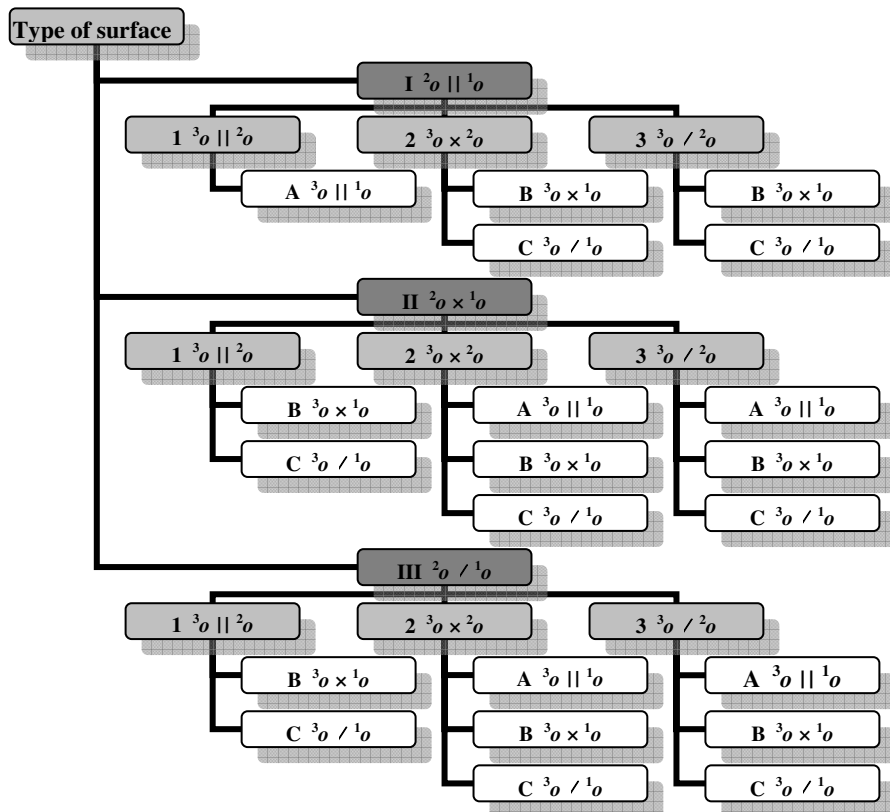 Type of surface
I ²o || ¹o
1 ³o || ²o
2 ³o × ²o
3 ³o / ²o
A ³o || ¹o
B ³o × ¹o
B ³o × ¹o
C ³o / ¹o
C ³o / ¹o
II ²o × ¹o
1 ³o || ²o
2 ³o × ²o
3 ³o / ²o
B ³o × ¹o
A ³o || ¹o
A ³o || ¹o
C ³o / ¹o
B ³o × ¹o
B ³o × ¹o
C ³o / ¹o
C ³o / ¹o
III ²o / ¹o
1 ³o || ²o
2 ³o × ²o
3 ³o / ²o
B ³o × ¹o
A ³o || ¹o
A ³o || ¹o
C ³o / ¹o
B ³o × ¹o
B ³o × ¹o
C ³o / ¹o
C ³o / ¹o